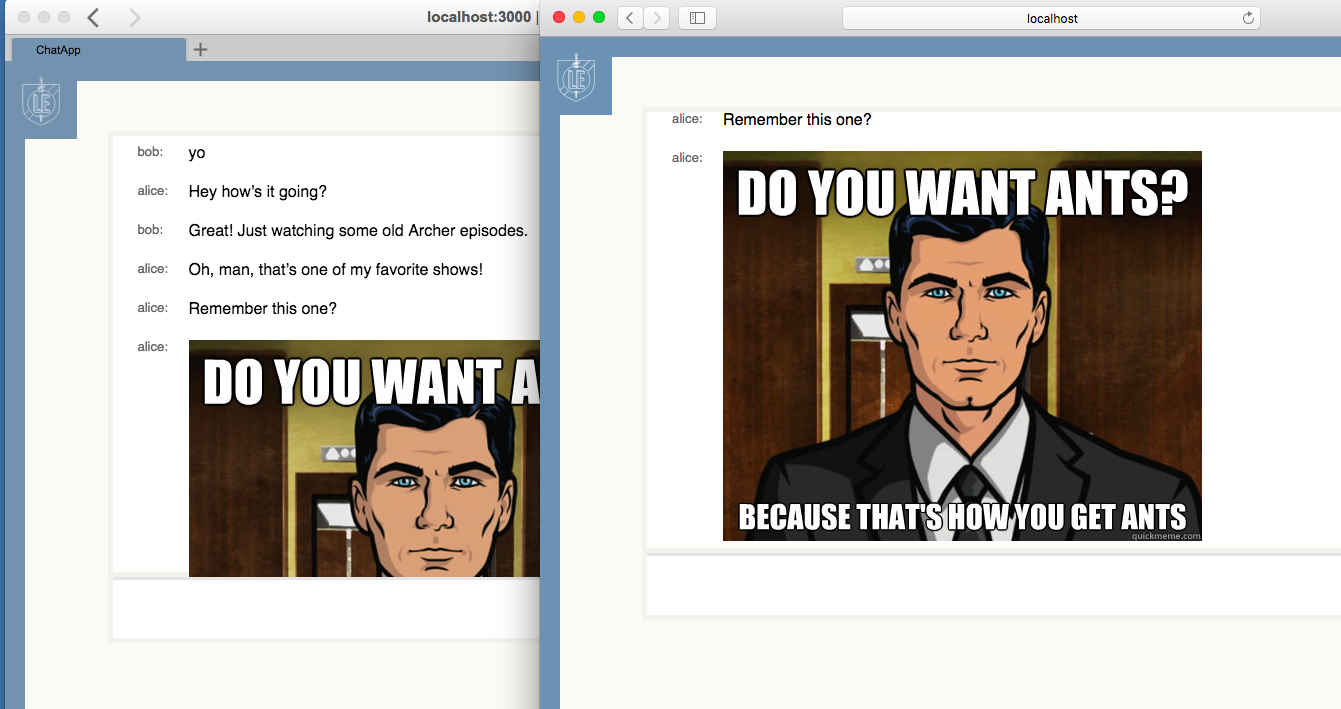 localhost:3000 |
ChatApp
LE
bob: yo
alice: Hey how’s it going?
bob: Great! Just watching some old Archer episodes.
alice: Oh, man, that’s one of my favorite shows!
alice: Remember this one?
alice:
DO YOU WANT A
localhost
LE
alice: Remember this one?
alice:
DO YOU WANT ANTS?
BECAUSE THAT'S HOW YOU GET ANTS
quickmeme.com